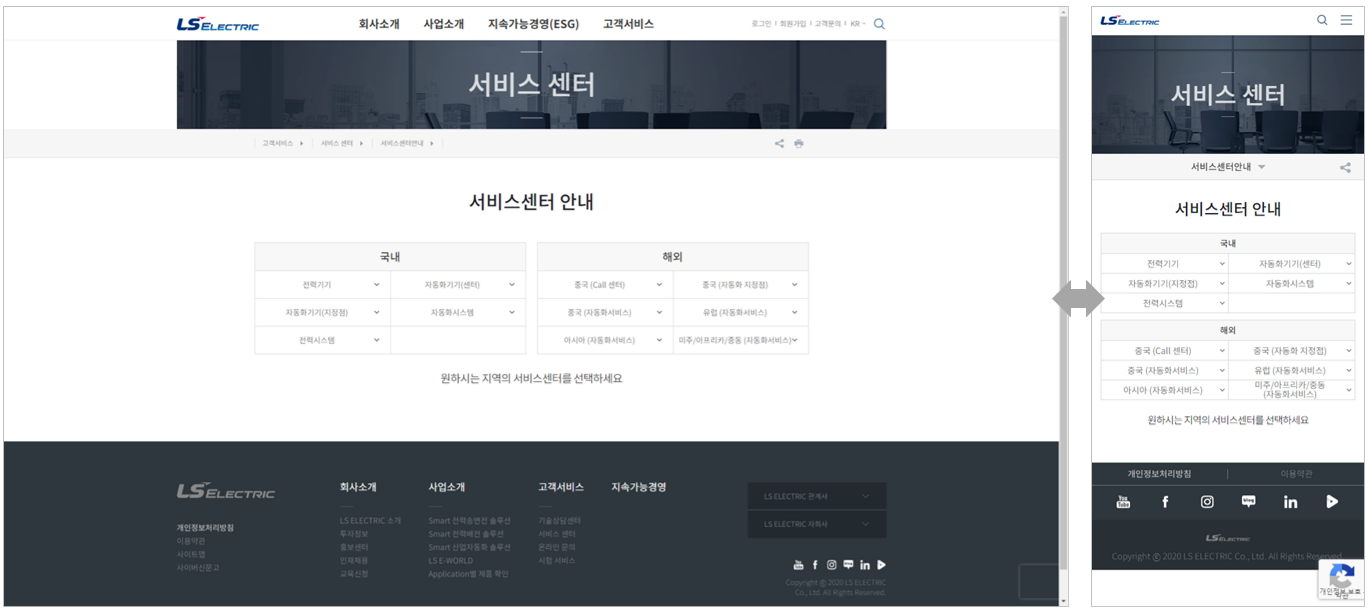 LS ELECTRIC
회사소개 사업소개 지속가능경영(ESG) 고객서비스
로그인 회원가입 고객문의 KR
서비스 센터
고객서비스 서비스 센터 서비스센터안내
서비스센터 안내
국내
전력기기 자동화기기(센터)
자동화기기(지정점) 자동화시스템
전력시스템
해외
중국 (Call 센터) 중국 (자동화 지정점)
중국 (자동화서비스) 유럽 (자동화서비스)
아시아 (자동화서비스) 미주/아프리카/중동 (자동화서비스)
원하시는 지역의 서비스센터를 선택하세요
LS ELECTRIC
개인정보처리방침
이용약관
사이트맵
사이버신문고
회사소개
LS ELECTRIC 소개
투자정보
홍보센터
인재채용
교육신청
사업소개
Smart 전력송변전 솔루션
Smart 전력배전 솔루션
Smart 산업자동화 솔루션
LS E-WORLD
Application별 제품 확인
고객서비스
기술상담센터
서비스 센터
온라인 문의
시험 서비스
지속가능경영
LS ELECTRIC 관계사
LS ELECTRIC 자회사
You Tube blog
Copyright ⓒ 2020 LS ELECTRIC
Co., Ltd. All Rights Reserved.
LS ELECTRIC
서비스 센터
서비스센터안내
서비스센터 안내
국내
전력기기 자동화기기(센터)
자동화기기(지정점) 자동화시스템
전력시스템
해외
중국 (Call 센터) 중국 (자동화 지정점)
중국 (자동화서비스) 유럽 (자동화서비스)
아시아 (자동화서비스) 미주/아프리카/중동
(자동화서비스)
원하시는 지역의 서비스센터를 선택하세요
개인정보처리방침 이용약관
You Tube blog
LS ELECTRIC
Copyright ⓒ 2020 LS ELECTRIC Co., Ltd. All Rights Reserved.
개인정보 보호
약관